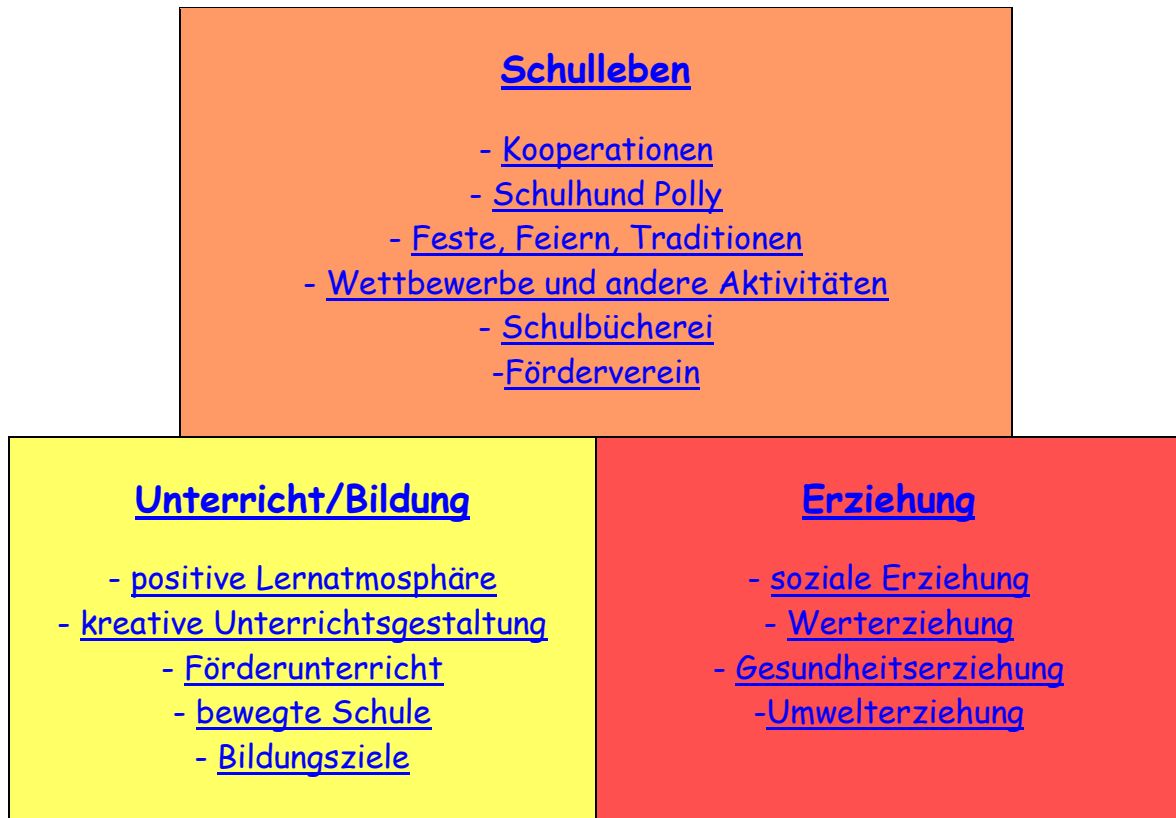 Schulleben
- Kooperationen
- Schulhund Polly
- Feste, Feiern, Traditionen
- Wettbewerbe und andere Aktivitäten
- Schulbücherei
-Förderverein
Unterricht/Bildung
- positive Lernatmosphäre
- kreative Unterrichtsgestaltung
- Förderunterricht
- bewegte Schule
- Bildungsziele
Erziehung
- soziale Erziehung
- Werterziehung
- Gesundheitserziehung
-Umwelterziehung